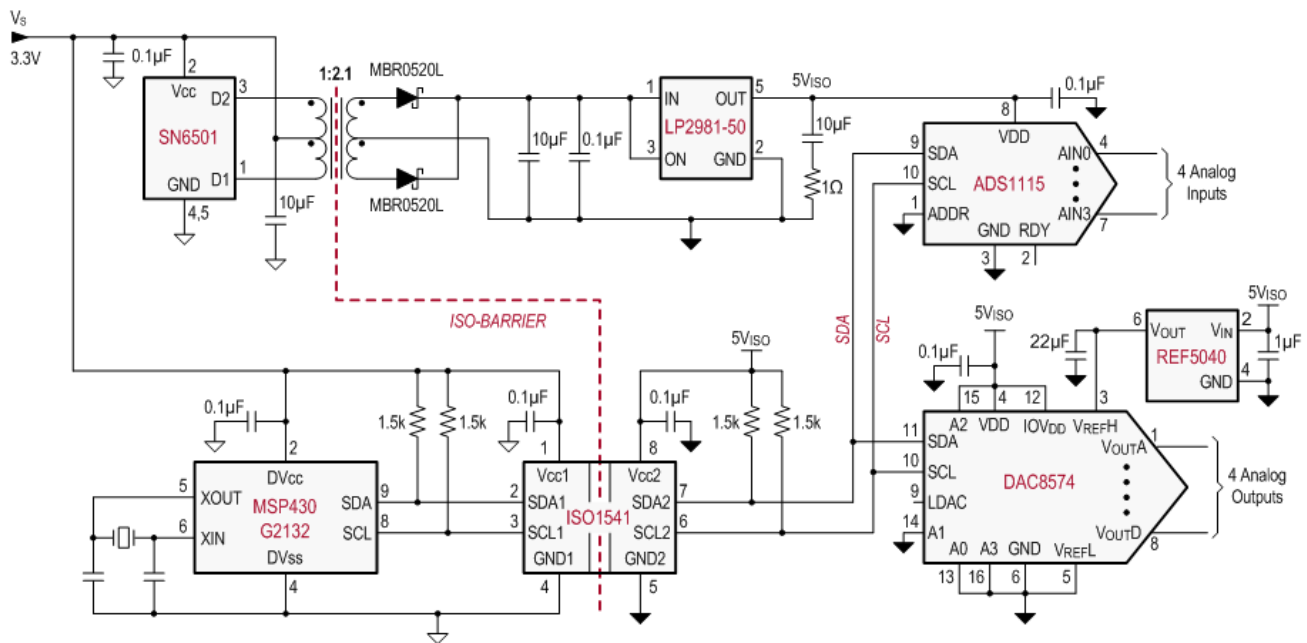 VS
3.3V
0.1µF
2
Vcc
D2
3
SN6501
D1
1
GND
4,5
10µF
1:2.1
MBR0520L
MBR0520L
10µF
0.1µF
1
IN
OUT
5
LP2981-50
3
ON
GND
2
5VISO
10µF
1Ω
0.1µF
8
VDD
9
SDA
AIN0
4
10
SCL
ADS1115
1
ADDR
AIN3
7
GND
RDY
3
2
4 Analog
Inputs
ISO-BARRIER
SDA
SCL
5VISO
6
VOUT
VIN
2
REF5040
GND
4
22µF
1µF
5VISO
0.1µF
15
4
12
3
A2
VDD
IOVDD
VREFH
11
SDA
VOUTA
1
10
SCL
DAC8574
9
LDAC
14
A1
VOUTD
8
A0
A3
GND
VREFL
13
16
6
5
4 Analog
Outputs
0.1µF
2
DVcc
5
XOUT
MSP430
G2132
SDA
9
6
XIN
SCL
8
DVss
4
1.5k
1.5k
0.1µF
1
Vcc1
2
SDA1
3
SCL1
GND1
4
ISO1541
5VISO
0.1µF
8
Vcc2
SDA2
7
SCL2
6
GND2
5
1.5k
1.5k